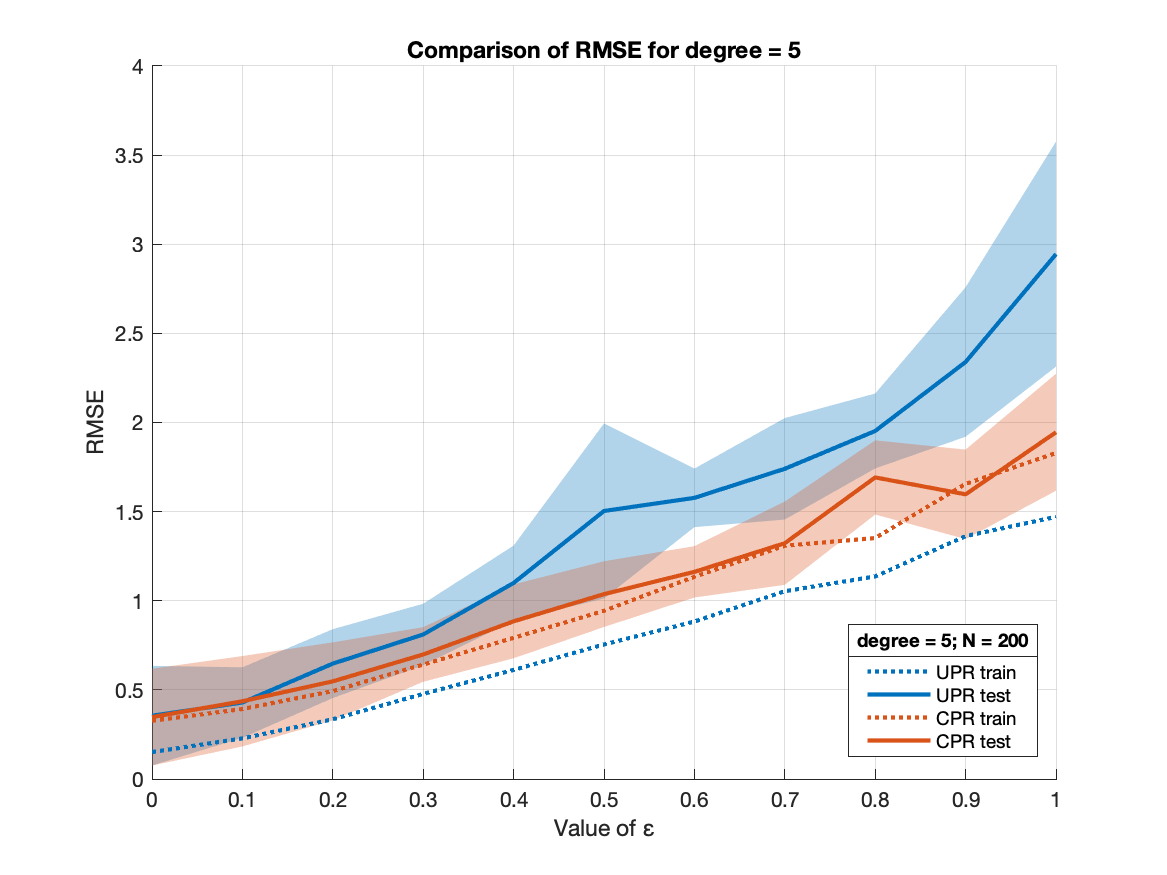 Comparison of RMSE for degree = 5
4
3.5
3
2.5
2
1.5
1
0.5
0
RMSE
0 0.1 0.2 0.3 0.4 0.5 0.6 0.7 0.8 0.9 1
Value of ε
degree = 5; N = 200
UPR train
UPR test
CPR train
CPR test